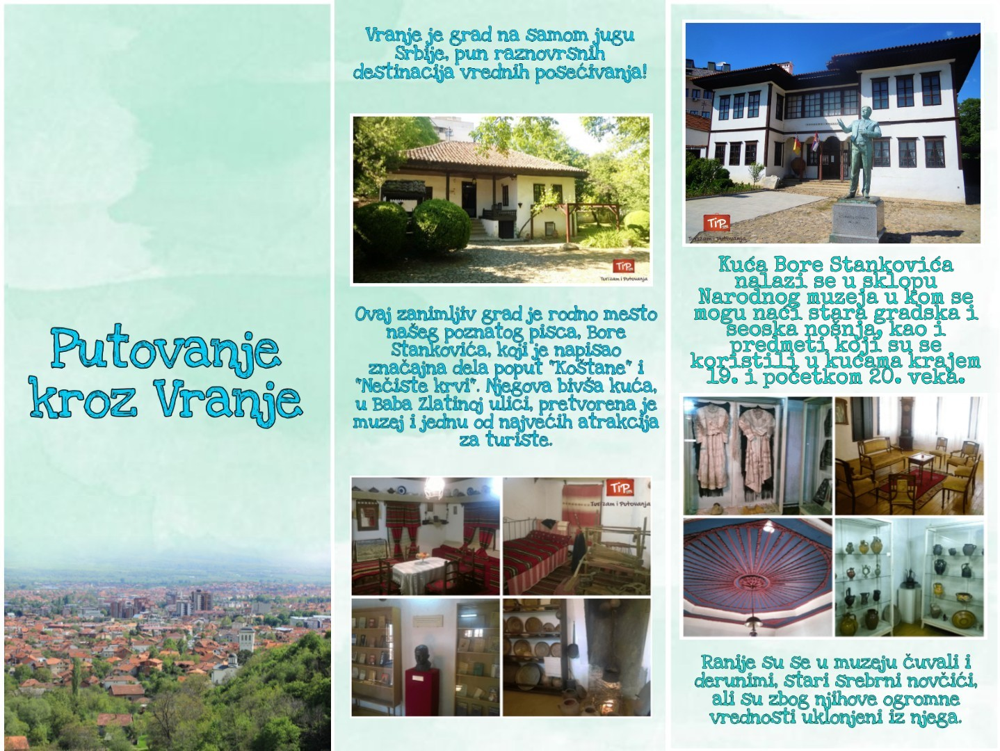 Putovanje
kroz Vranje
Vranje je grad na samom jugu
Srbije, pun raznovrsnih
destinacija vrednih posećivanja!
TiP
Turizam i Putovanja
Ovaj zanimljiv grad je rodno mesto
našeg poznatog pisca, Bore
Stankovića, koji je napisao
značajna dela poput "Koštane" i
"Nečiste krvi". Njegova bivša kuća,
u Baba Zlatinoj ulici, pretvorena je
muzej i jednu od najvećih atrakcija
za turiste.
TiP
Turizam i Putovanja
TiP
Turizam i Putovanja
Kuća Bore Stankovića
nalazi se u sklopu
Narodnog muzeja u kom se
mogu naći stara gradska i
seoska nošnja, kao i
predmeti koji su se
koristili u kućama krajem
19. i početkom 20. veka.
Ranije su se u muzeju čuvali i
derunimi, stari srebrni novčići,
ali su zbog njihove ogromne
vrednosti uklonjeni iz njega.